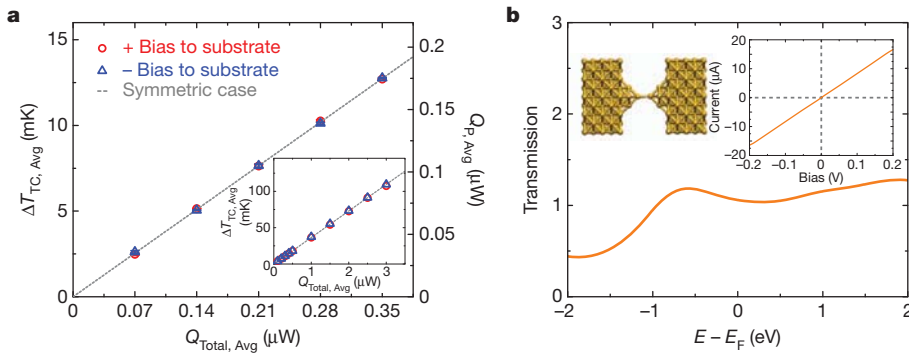 a
15
10
5
0
ΔT_TC, Avg (mK)
+ Bias to substrate
− Bias to substrate
Symmetric case
0.2
0.15
0.1
0.05
0
Q_P, Avg (μW)
0
0.07
0.14
0.21
0.28
0.35
Q_Total, Avg (μW)
100
50
0
ΔT_TC, Avg (mK)
0
1
2
3
Q_Total, Avg (μW)
b
3
2
1
0
Transmission
−2
−1
0
1
2
E − E_F (eV)
20
10
0
−10
−20
Current (μA)
−0.2
−0.1
0
0.1
0.2
Bias (V)